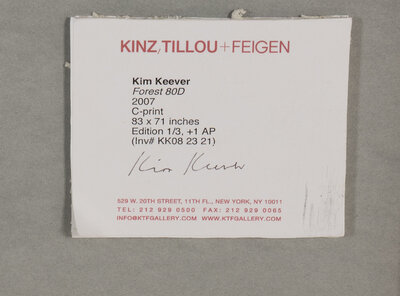 KINZ, TILLOU + FEIGEN
Kim Keever
Forest 80D
2007
C-print
83 x 71 inches
Edition 1/3, +1 AP
(Inv# KK08 23 21)
Kim Keever
529 W. 20TH STREET, 11TH FL., NEW YORK, NY 10011
TEL: 212 929 0500 FAX: 212 929 0065
INFO@KTFGALLERY.COM WWW.KTFGALLERY.COM